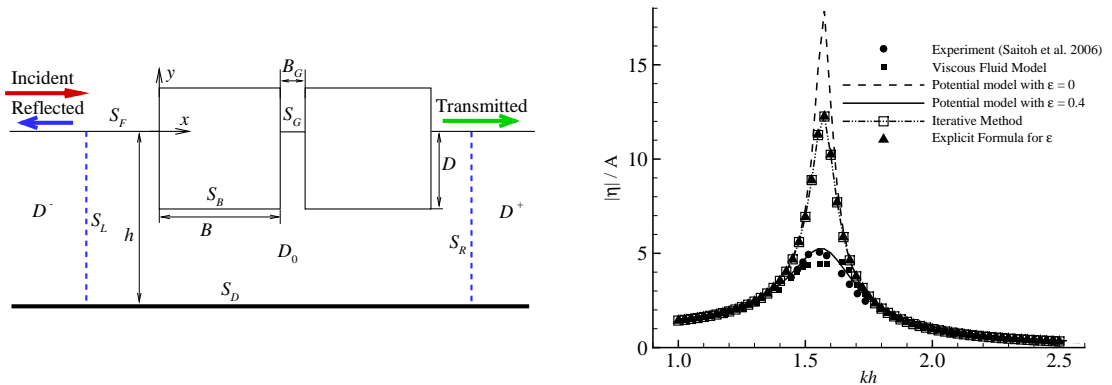 Incident
Reflected
S_F
y
x
B_G
S_G
Transmitted
D
S_B
B
D^-
S_L
h
D_0
S_R
D^+
S_D
|η| / A
15
10
5
0
1.0
1.5
2.0
2.5
kh
Experiment (Saitoh et al. 2006)
Viscous Fluid Model
Potential model with ε = 0
Potential model with ε = 0.4
Iterative Method
Explicit Formula for ε